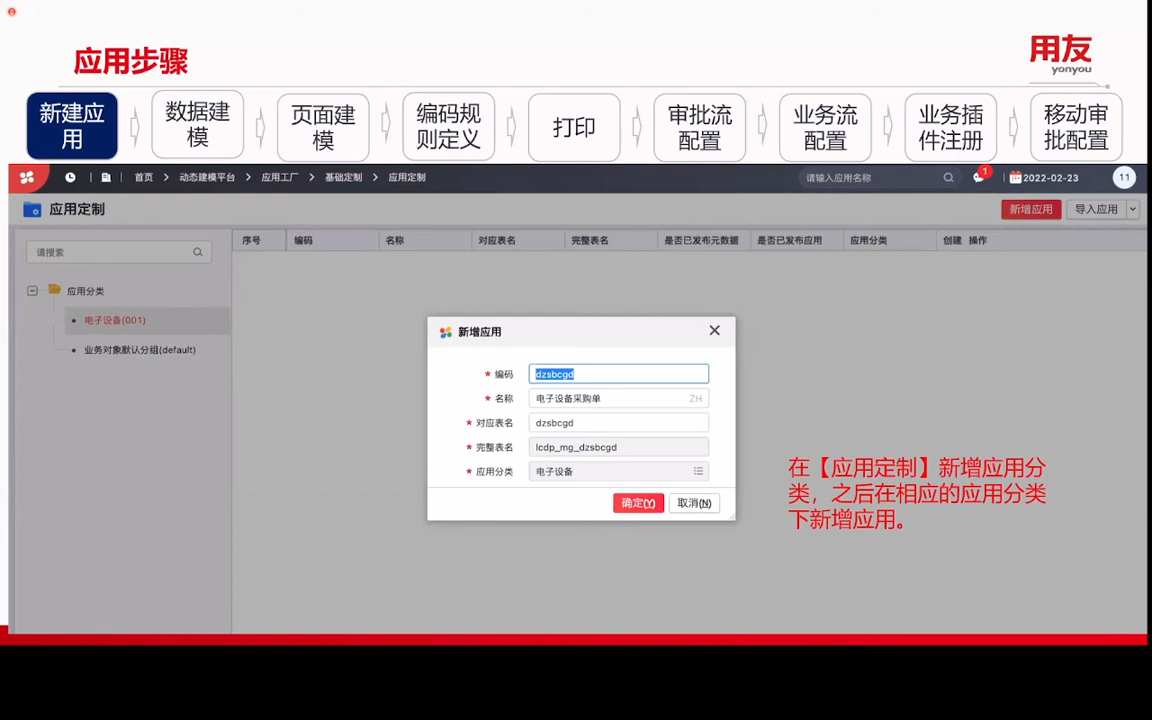 应用步骤
用友
yonyou
新建应
用
数据建
模
页面建
模
编码规
则定义
打印
审批流
配置
业务流
配置
业务插
件注册
移动审
批配置
首页
动态建模平台
应用工厂
基础定制
应用定制
请输入应用名称
1
2022-02-23
11
应用定制
新增应用
导入应用
请搜索
序号
编码
名称
对应表名
完整表名
是否已发布元数据
是否已发布应用
应用分类
创建
操作
应用分类
电子设备(001)
业务对象默认分组(default)
新增应用
* 编码 dzsbcgd
* 名称 电子设备采购单 ZH
* 对应表名 dzsbcgd
* 完整表名 lcdp_mg_dzsbcgd
* 应用分类 电子设备
确定(Y) 取消(N)
在【应用定制】新增应用分
类，之后在相应的应用分类
下新增应用。